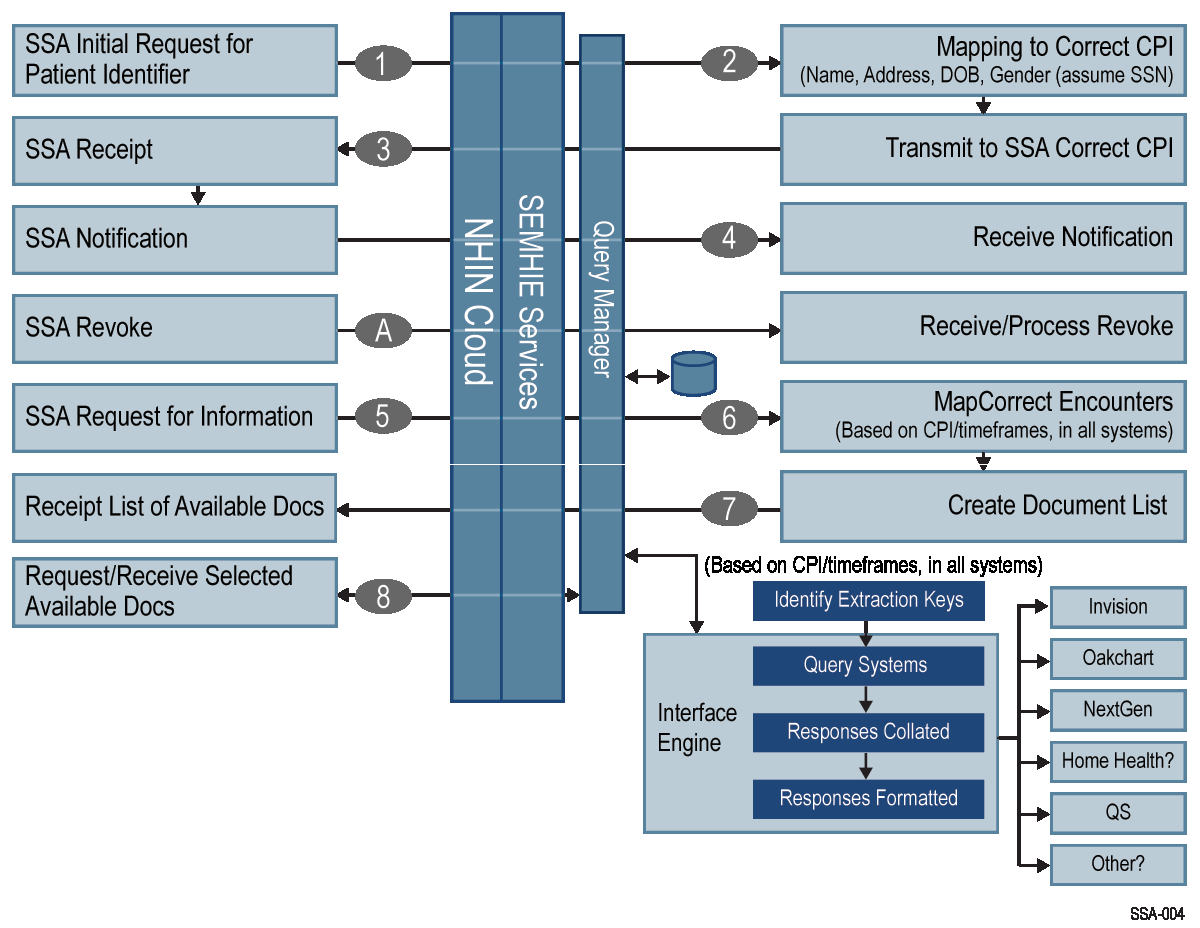 SSA Initial Request for
Patient Identifier
1
2
Mapping to Correct CPI
(Name, Address, DOB, Gender (assume SSN)
SSA Receipt
3
Transmit to SSA Correct CPI
SSA Notification
4
Receive Notification
SSA Revoke
A
Receive/Process Revoke
NHIN Cloud
SEMHIE Services
Query Manager
SSA Request for Information
5
6
MapCorrect Encounters
(Based on CPI/timeframes, in all systems)
Receipt List of Available Docs
7
Create Document List
Request/Receive Selected
Available Docs
8
(Based on CPI/timeframes, in all systems)
Identify Extraction Keys
Query Systems
Interface
Engine
Responses Collated
Responses Formatted
Invision
Oakchart
NextGen
Home Health?
QS
Other?
SSA-004